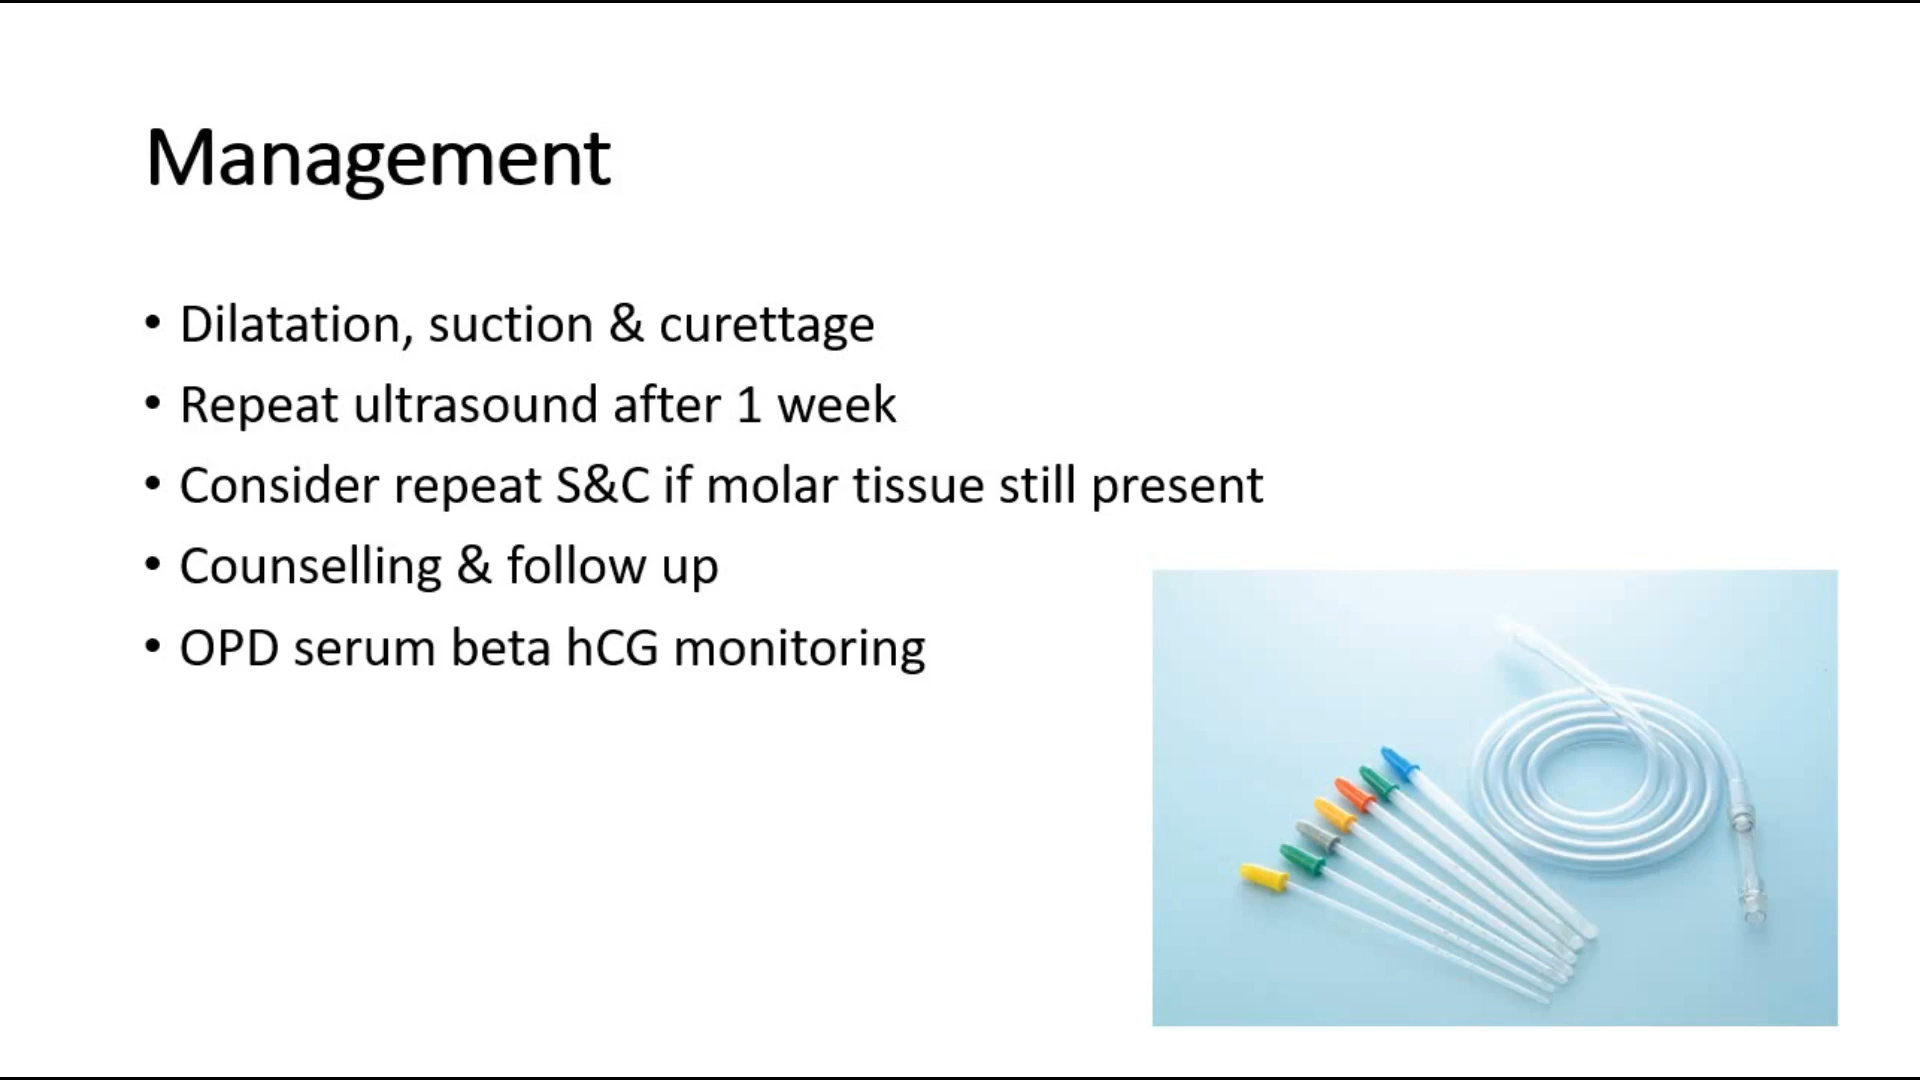 Management
• Dilatation, suction & curettage
• Repeat ultrasound after 1 week
• Consider repeat S&C if molar tissue still present
• Counselling & follow up
• OPD serum beta hCG monitoring